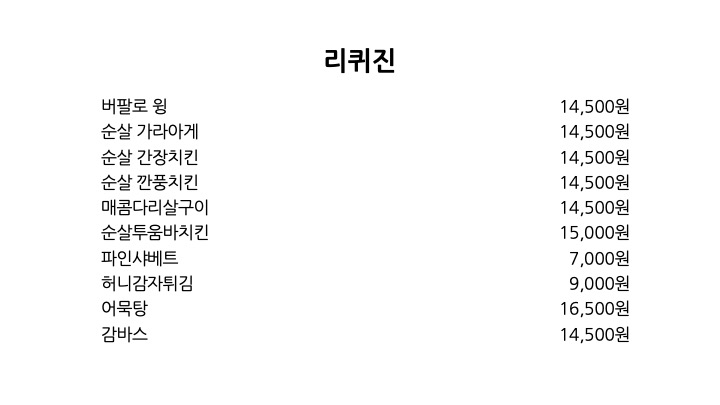 리퀴진
버팔로 윙 14,500원
순살 가라아게 14,500원
순살 간장치킨 14,500원
순살 깐풍치킨 14,500원
매콤다리살구이 14,500원
순살투움바치킨 15,000원
파인샤베트 7,000원
허니감자튀김 9,000원
어묵탕 16,500원
감바스 14,500원